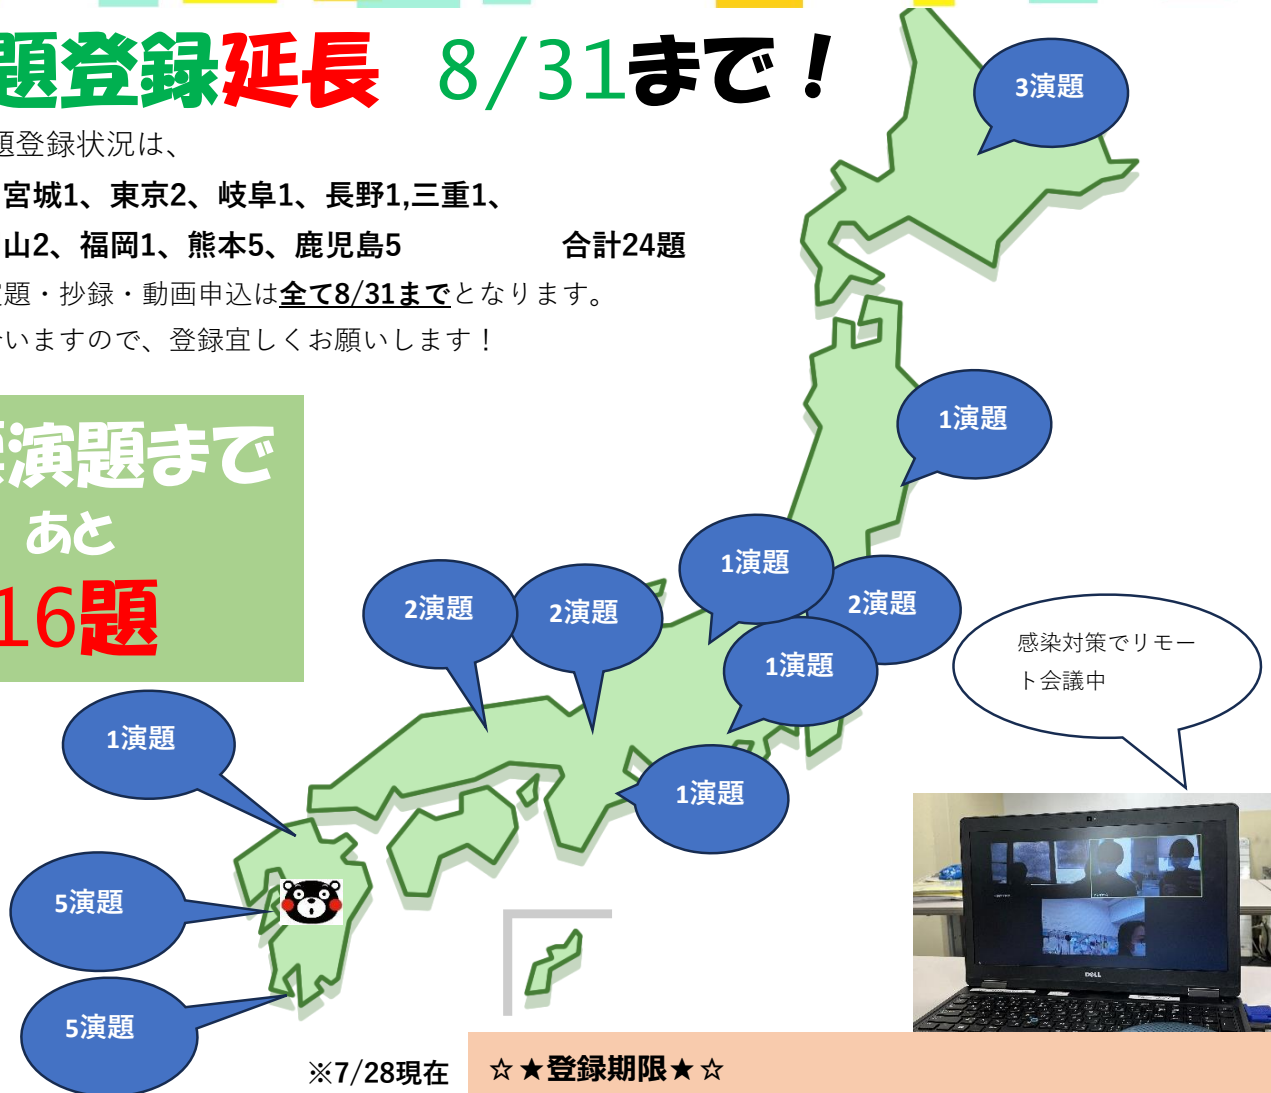 題登録延長 8/31まで！
題登録状況は、
宮城1、東京2、岐阜1、長野1,三重1、
山2、福岡1、熊本5、鹿児島5 合計24題
題・抄録・動画申込は全て8/31までとなります。
いますので、登録宜しくお願いします！
演題まで
あと
16題
3演題
1演題
1演題
2演題
2演題
2演題
1演題
1演題
1演題
5演題
5演題
感染対策でリモー
ト会議中
DELL
※7/28現在
☆★登録期限★☆